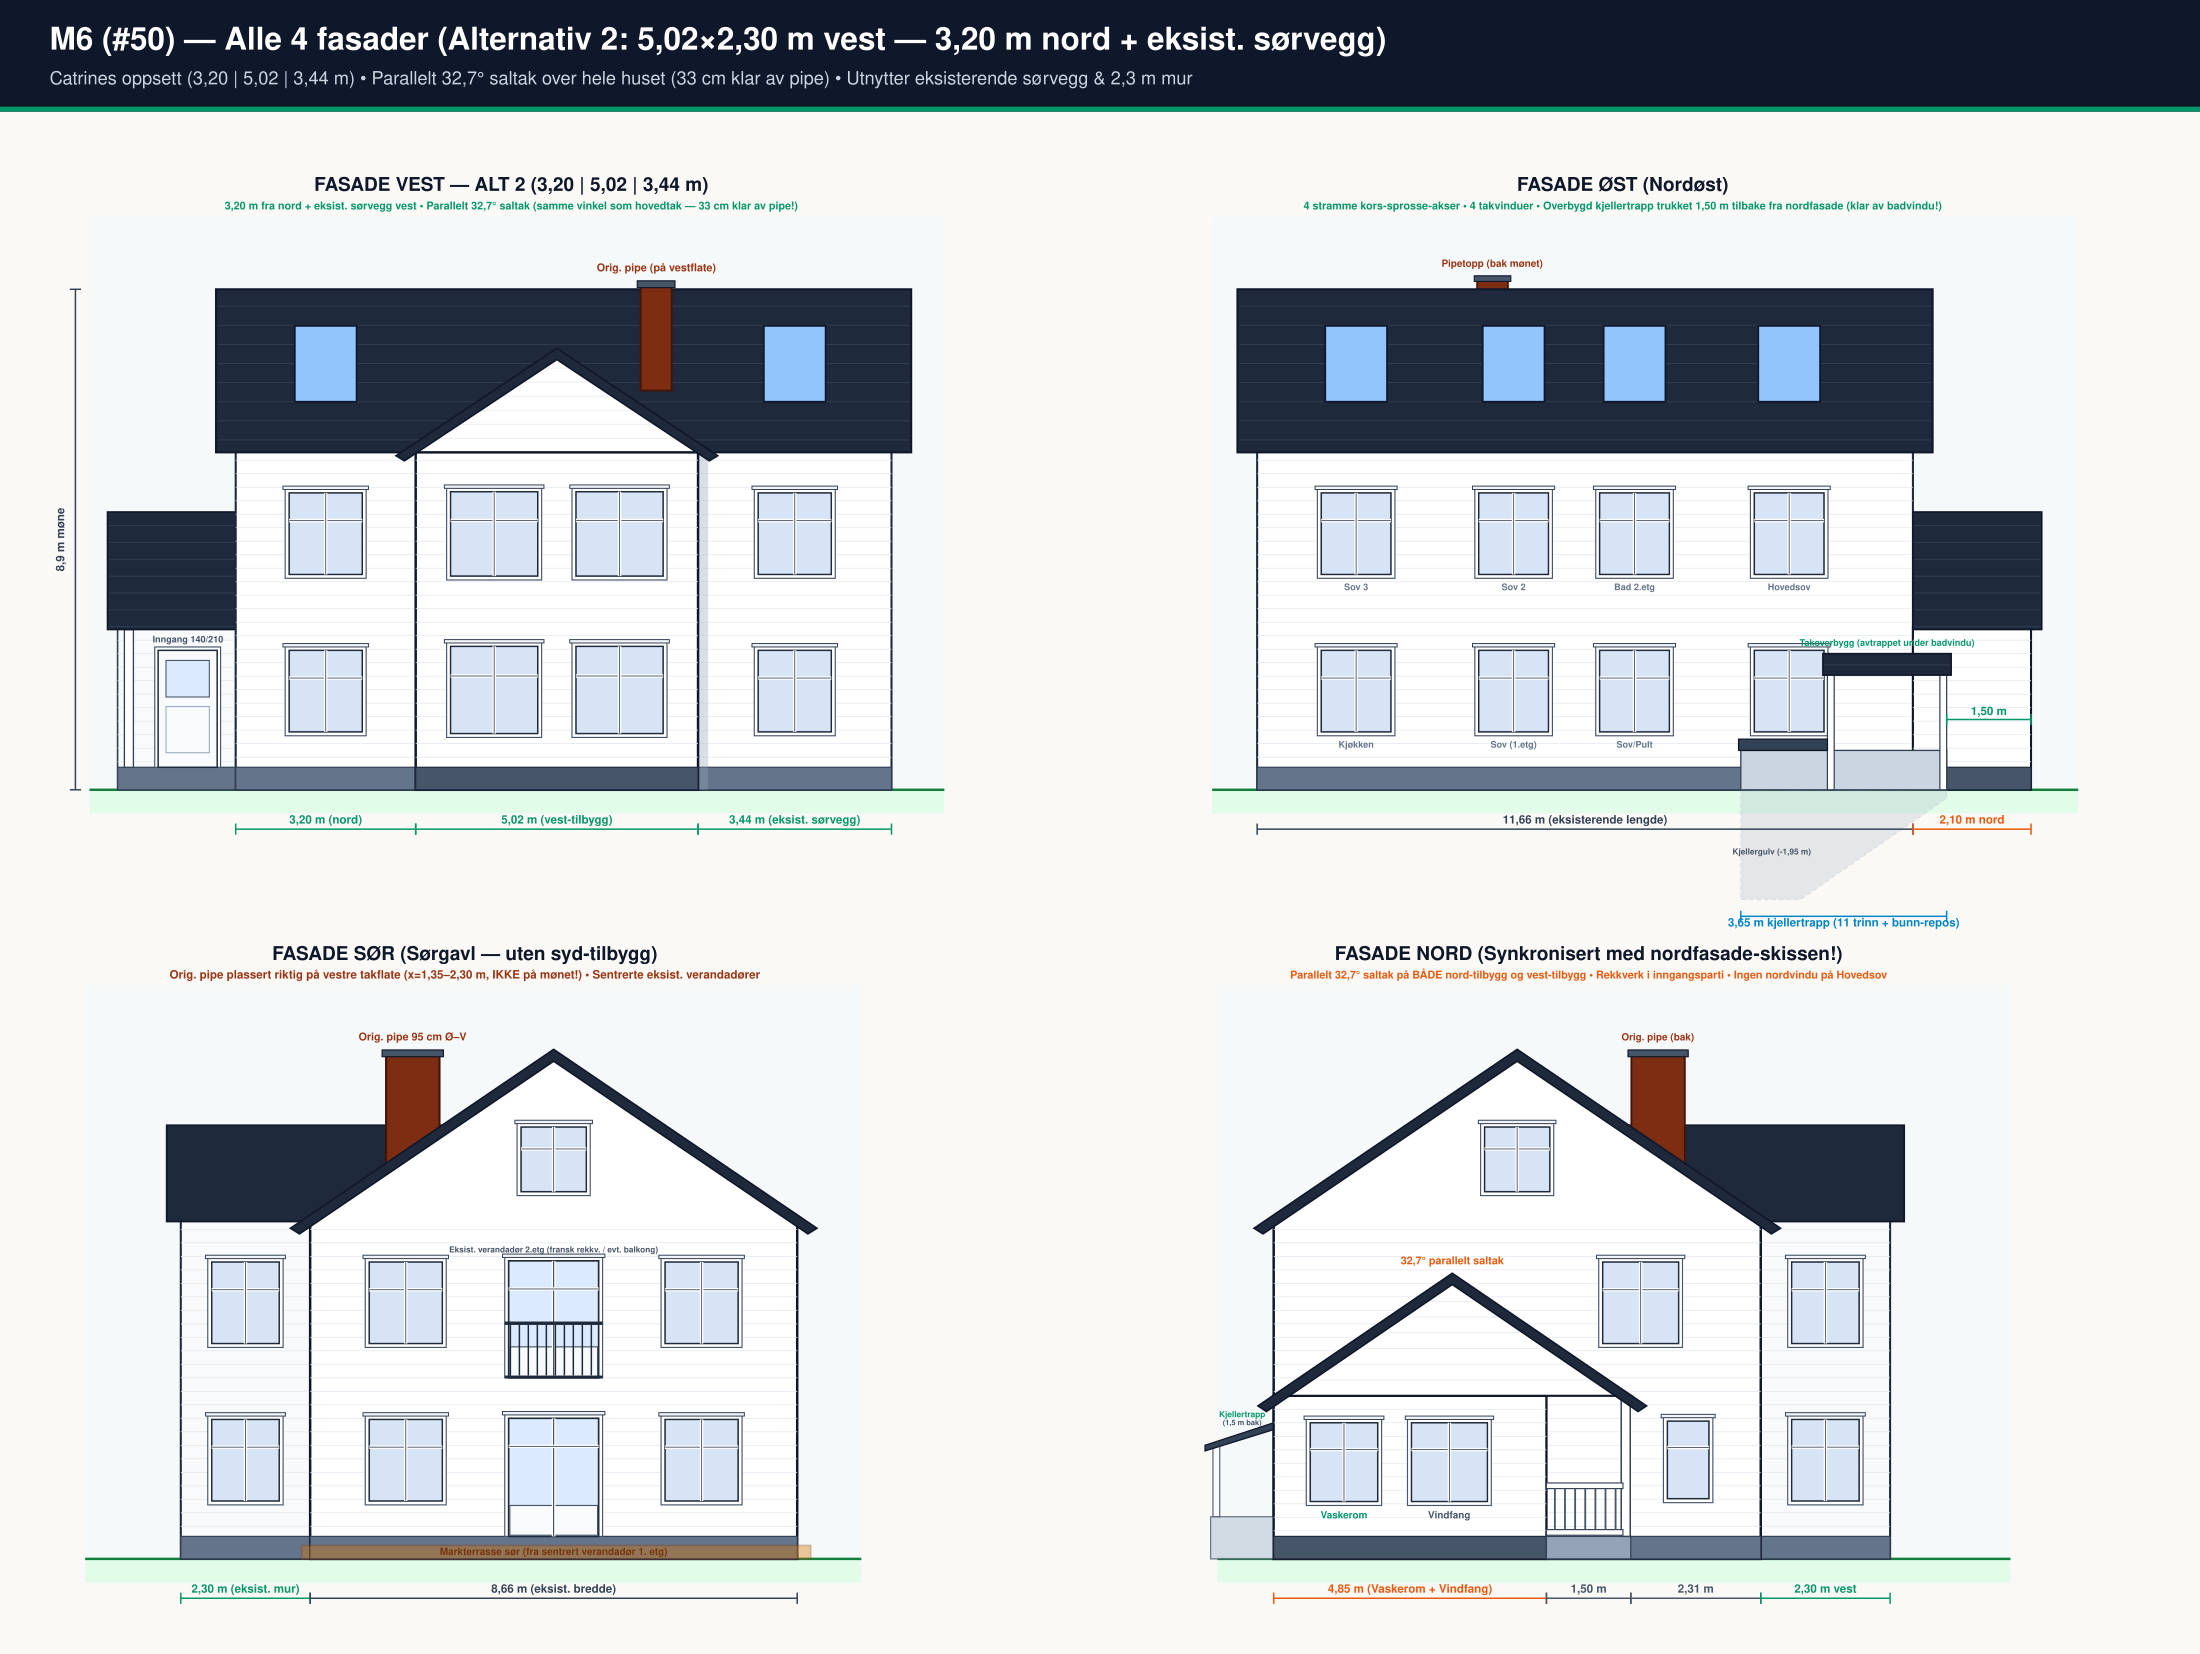 M6 (#50) — Alle 4 fasader (Alternativ 2: 5,02×2,30 m vest — 3,20 m nord + eksist. sørvegg)
Catrines oppsett (3,20 | 5,02 | 3,44 m) • Parallelt 32,7° saltak over hele huset (33 cm klar av pipe) • Utnytter eksisterende sørvegg & 2,3 m mur
FASADE VEST — ALT 2 (3,20 | 5,02 | 3,44 m)
3,20 m fra nord + eksist. sørvegg vest • Parallelt 32,7° saltak (samme vinkel som hovedtak — 33 cm klar av pipe!)
Orig. pipe (på vestflate)
8,9 m møne
Inngang 140/210
3,20 m (nord)
5,02 m (vest-tilbygg)
3,44 m (eksist. sørvegg)
FASADE ØST (Nordøst)
4 stramme kors-sprosse-akser • 4 takvinduer • Overbygd kjellertrapp trukket 1,50 m tilbake fra nordfasade (klar av badvindu!)
Pipetopp (bak mønet)
Sov 3
Sov 2
Bad 2.etg
Hovedsov
Takoverbygg (avtrappet under badvindu)
1,50 m
Kjøkken
Sov (1.etg)
Sov/Pult
11,66 m (eksisterende lengde)
2,10 m nord
Kjellergulv (-1,95 m)
3,65 m kjellertrapp (11 trinn + bunn-repos)
FASADE SØR (Sørgavl — uten syd-tilbygg)
Orig. pipe plassert riktig på vestre takflate (x=1,35–2,30 m, IKKE på mønet!) • Sentrerte eksist. verandadører
Orig. pipe 95 cm Ø–V
Eksist. verandadør 2.etg (fransk rekkv. / evt. balkong)
Markterrasse sør (fra sentrert verandadør 1. etg)
2,30 m (eksist. mur)
8,66 m (eksist. bredde)
FASADE NORD (Synkronisert med nordfasade-skissen!)
Parallelt 32,7° saltak på BÅDE nord-tilbygg og vest-tilbygg • Rekkverk i inngangsparti • Ingen nordvindu på Hovedsov
Orig. pipe (bak)
32,7° parallelt saltak
Kjellertrapp
(1,5 m bak)
Vaskerom
Vindfang
4,85 m (Vaskerom + Vindfang)
1,50 m
2,31 m
2,30 m vest